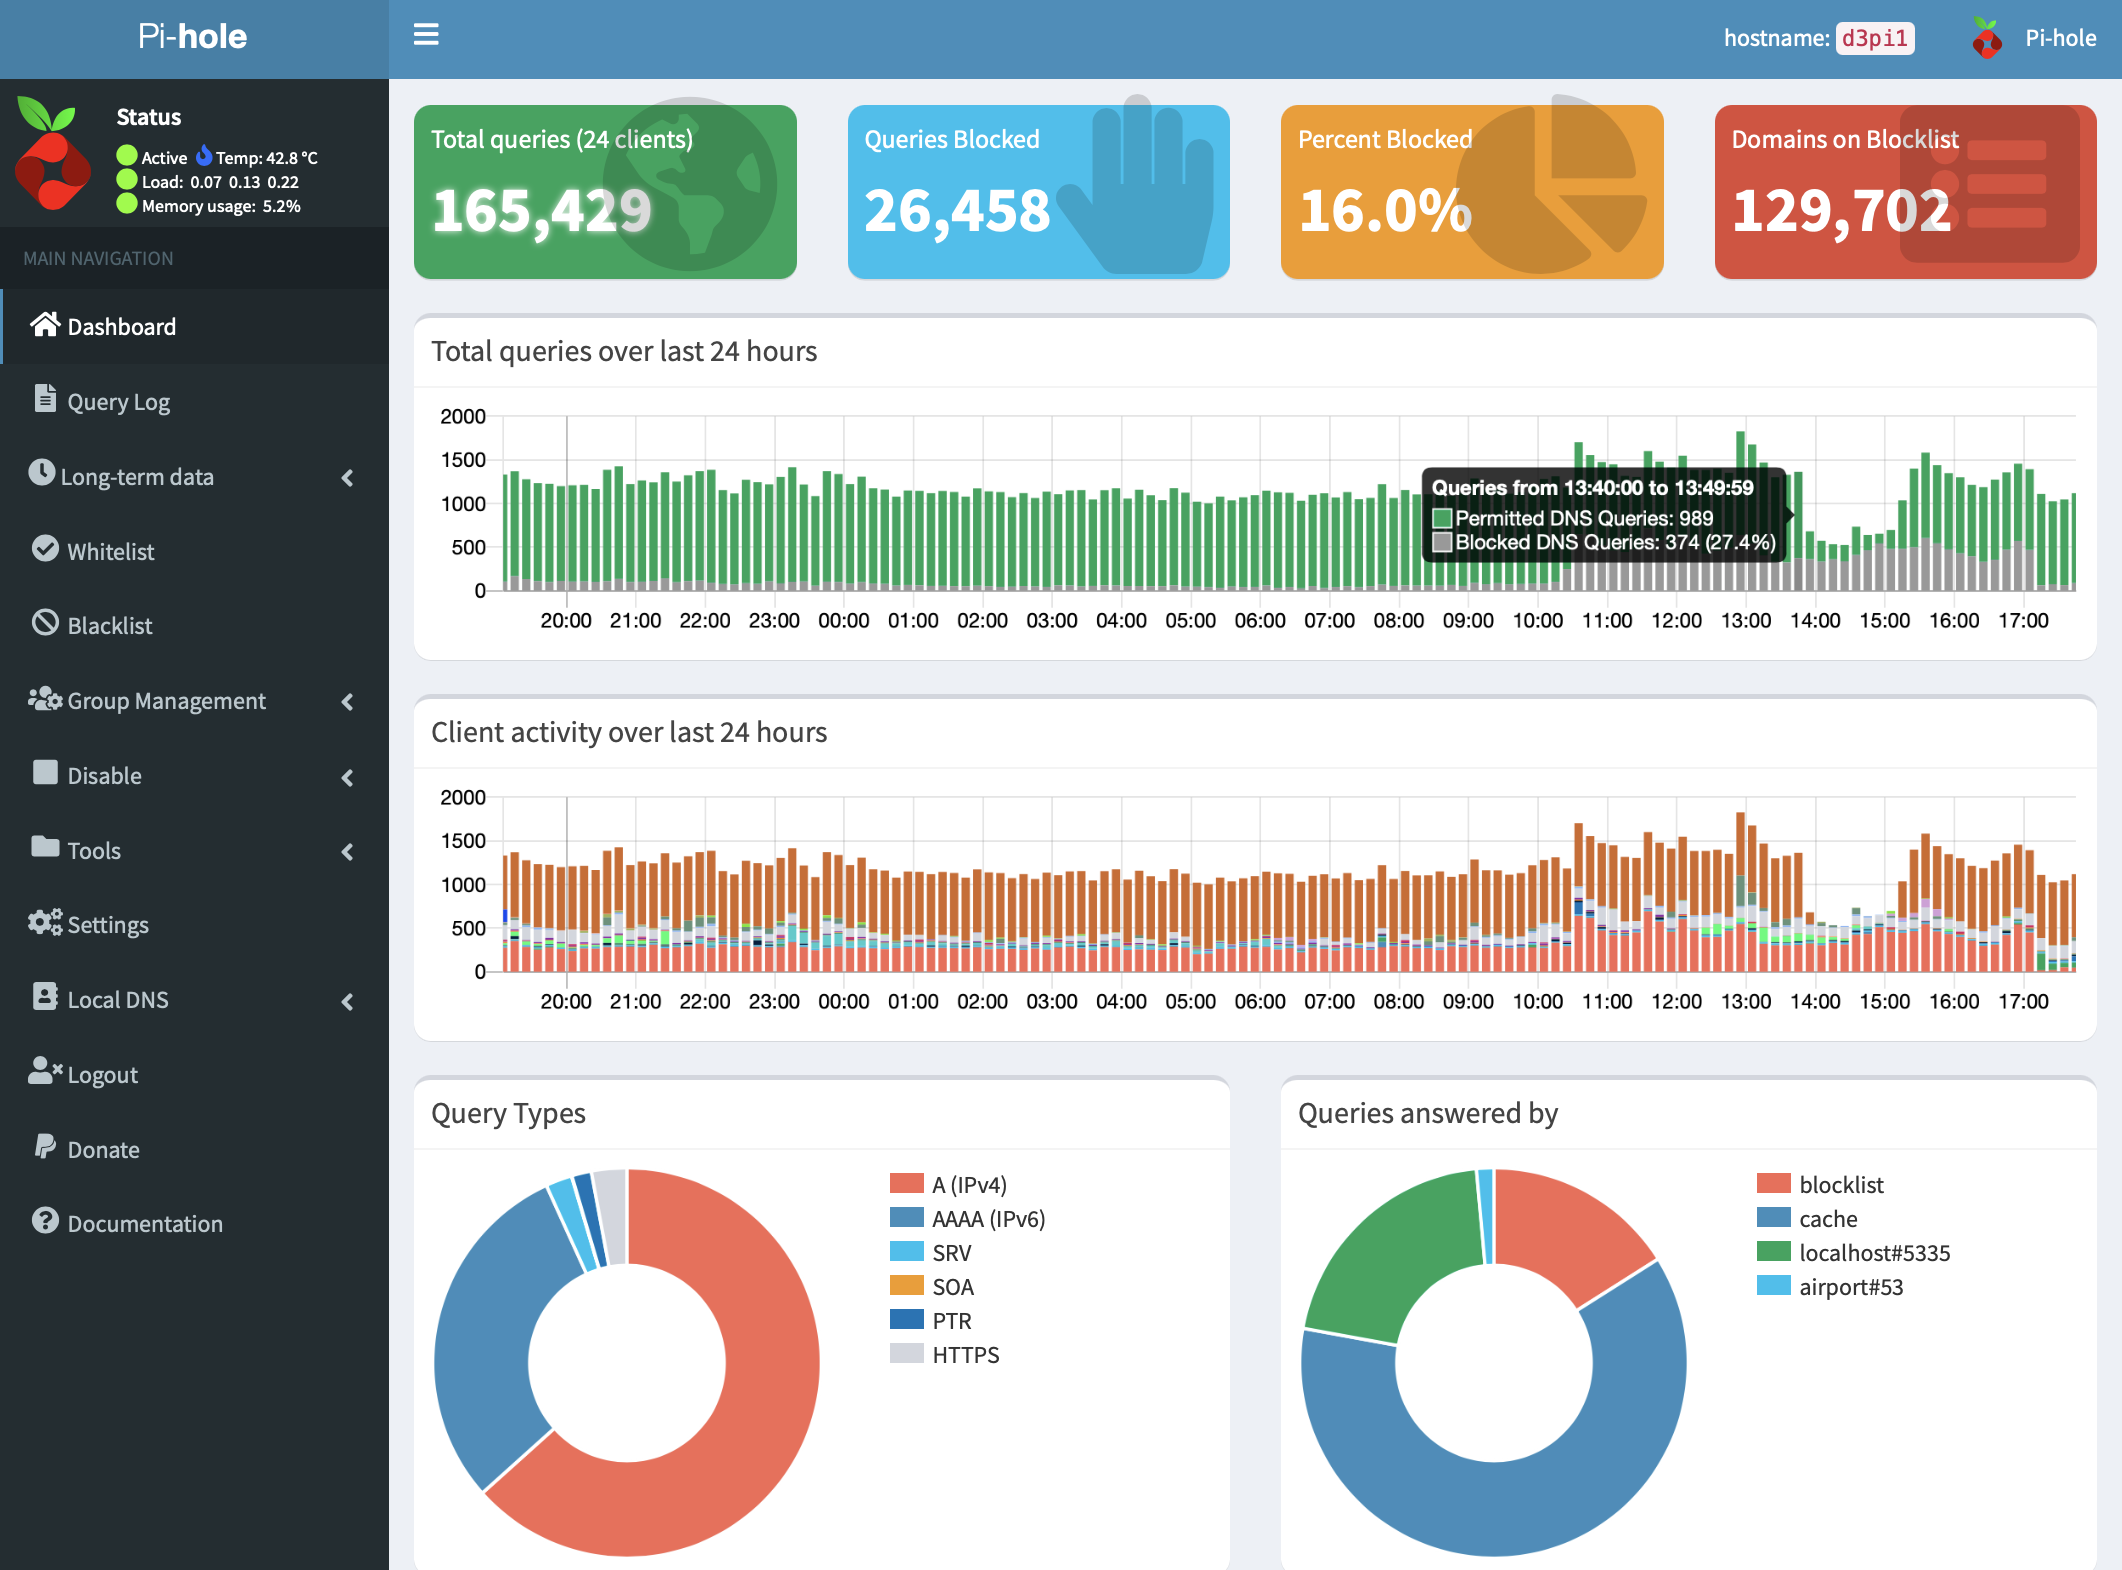 Pi-hole
hostname: d3pi1
Pi-hole
Status
Active Temp: 42.8 °C
Load: 0.07 0.13 0.22
Memory usage: 5.2%
MAIN NAVIGATION
Dashboard
Query Log
Long-term data
Whitelist
Blacklist
Group Management
Disable
Tools
Settings
Local DNS
Logout
Donate
Documentation
Total queries (24 clients)
165,429
Queries Blocked
26,458
Percent Blocked
16.0%
Domains on Blocklist
129,702
Total queries over last 24 hours
2000
1500
1000
500
0
20:00 21:00 22:00 23:00 00:00 01:00 02:00 03:00 04:00 05:00 06:00 07:00 08:00 09:00 10:00 11:00 12:00 13:00 14:00 15:00 16:00 17:00
Queries from 13:40:00 to 13:49:59
Permitted DNS Queries: 989
Blocked DNS Queries: 374 (27.4%)
Client activity over last 24 hours
2000
1500
1000
500
0
20:00 21:00 22:00 23:00 00:00 01:00 02:00 03:00 04:00 05:00 06:00 07:00 08:00 09:00 10:00 11:00 12:00 13:00 14:00 15:00 16:00 17:00
Query Types
A (IPv4)
AAAA (IPv6)
SRV
SOA
PTR
HTTPS
Queries answered by
blocklist
cache
localhost#5335
airport#53